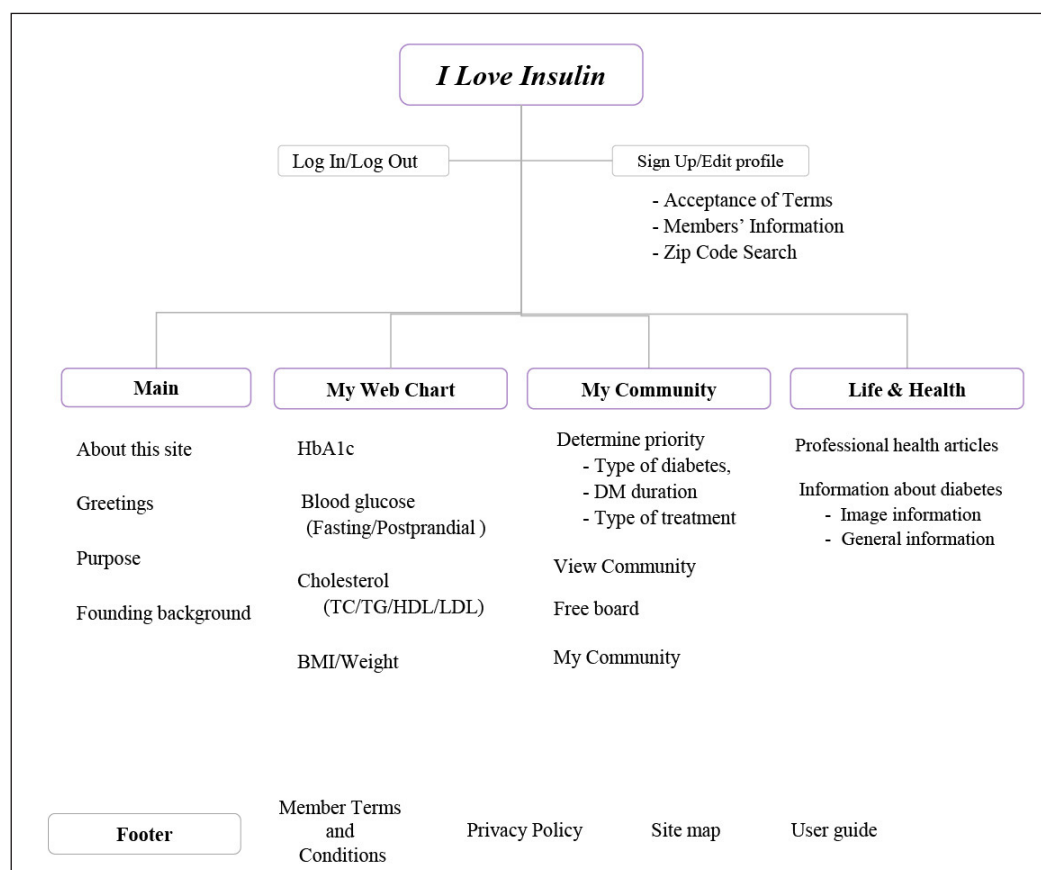 I Love Insulin
Log In/Log Out
Sign Up/Edit profile
- Acceptance of Terms
- Members’ Information
- Zip Code Search
Main
About this site
Greetings
Purpose
Founding background
My Web Chart
HbA1c
Blood glucose
(Fasting/Postprandial )
Cholesterol
(TC/TG/HDL/LDL)
BMI/Weight
My Community
Determine priority
- Type of diabetes,
- DM duration
- Type of treatment
View Community
Free board
My Community
Life & Health
Professional health articles
Information about diabetes
- Image information
- General information
Footer
Member Terms
and
Conditions
Privacy Policy
Site map
User guide